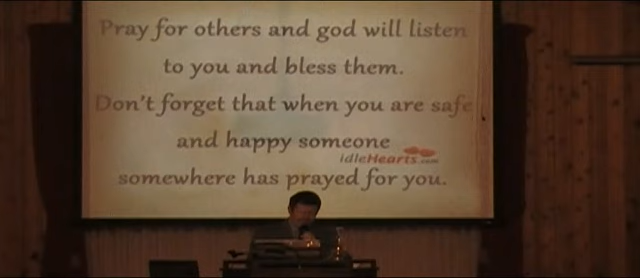 Pray for others and god will listen
to you and bless them.
Don't forget that when you are safe
and happy someone
idleHearts.com
somewhere has prayed for you.